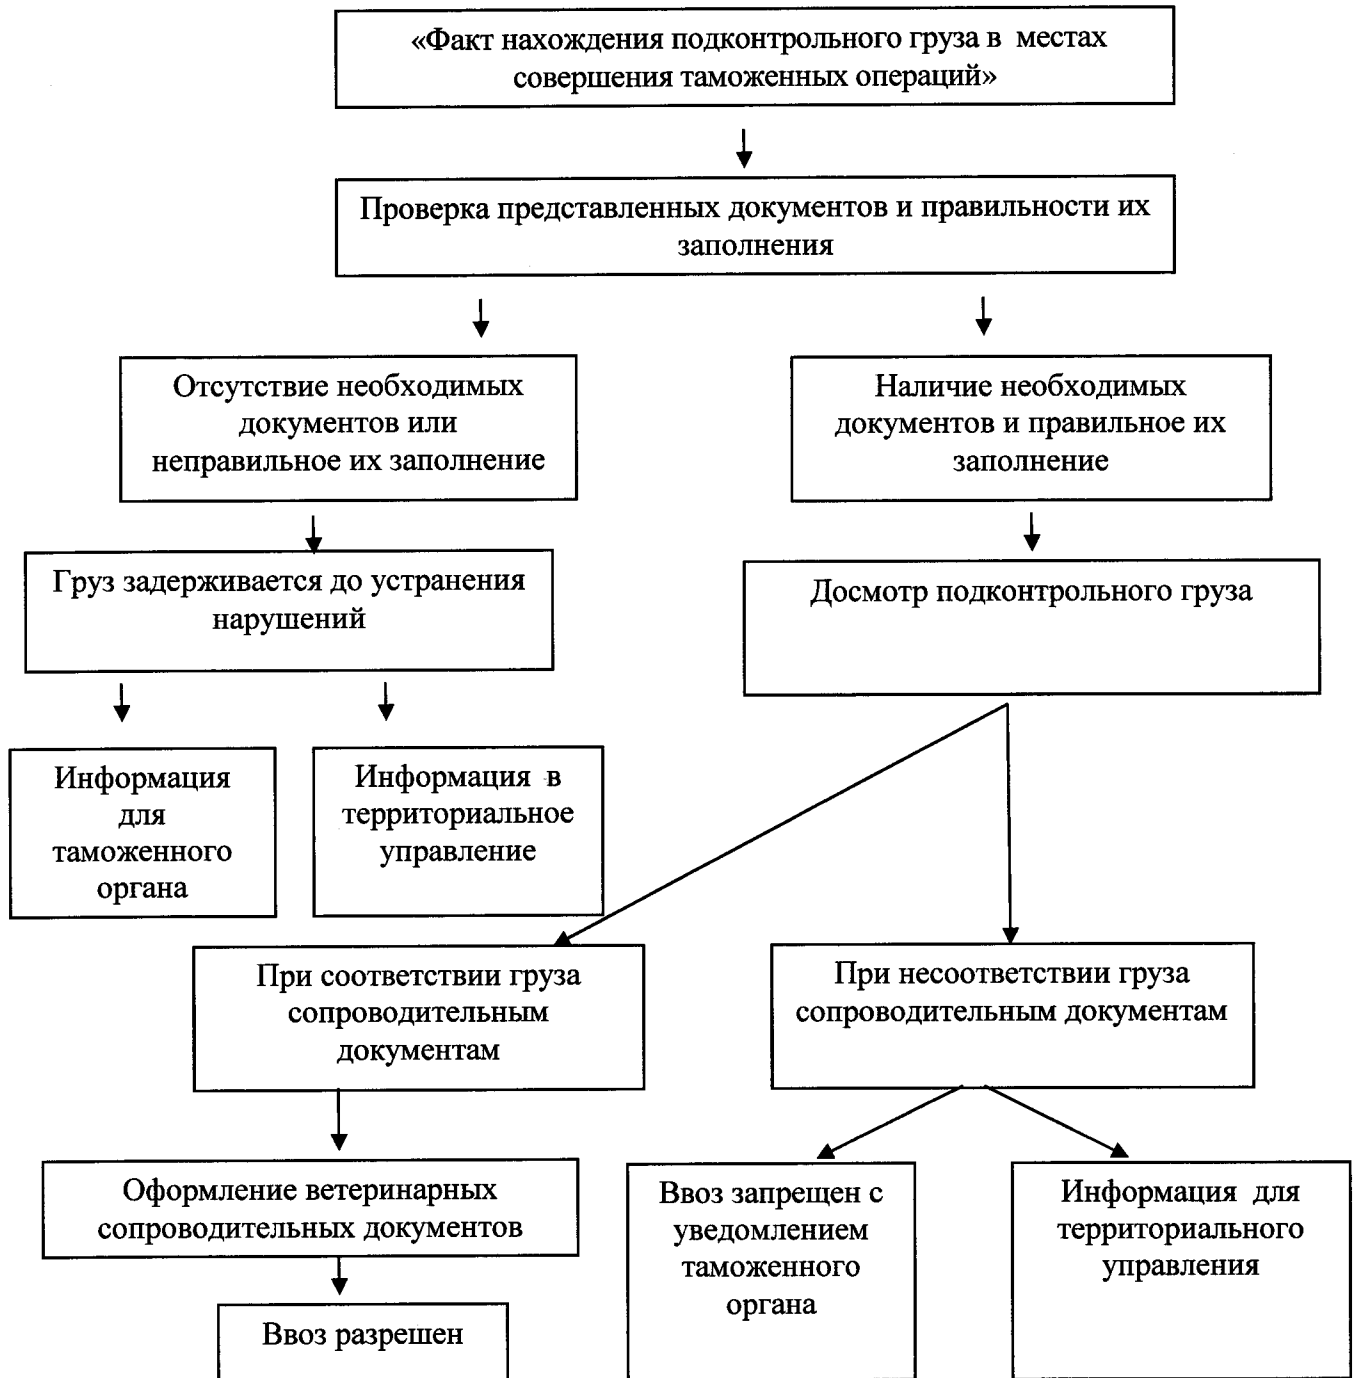 «Факт нахождения подконтрольного груза в местах
совершения таможенных операций»
Проверка представленных документов и правильности их
заполнения
Отсутствие необходимых
документов или
неправильное их заполнение
Наличие необходимых
документов и правильное их
заполнение
Груз задерживается до устранения
нарушений
Досмотр подконтрольного груза
Информация
для
таможенного
органа
Информация в
территориальное
управление
При соответствии груза
сопроводительным
документам
При несоответствии груза
сопроводительным документам
Оформление ветеринарных
сопроводительных документов
Ввоз запрещен с
уведомлением
таможенного
органа
Информация для
территориального
управления
Ввоз разрешен